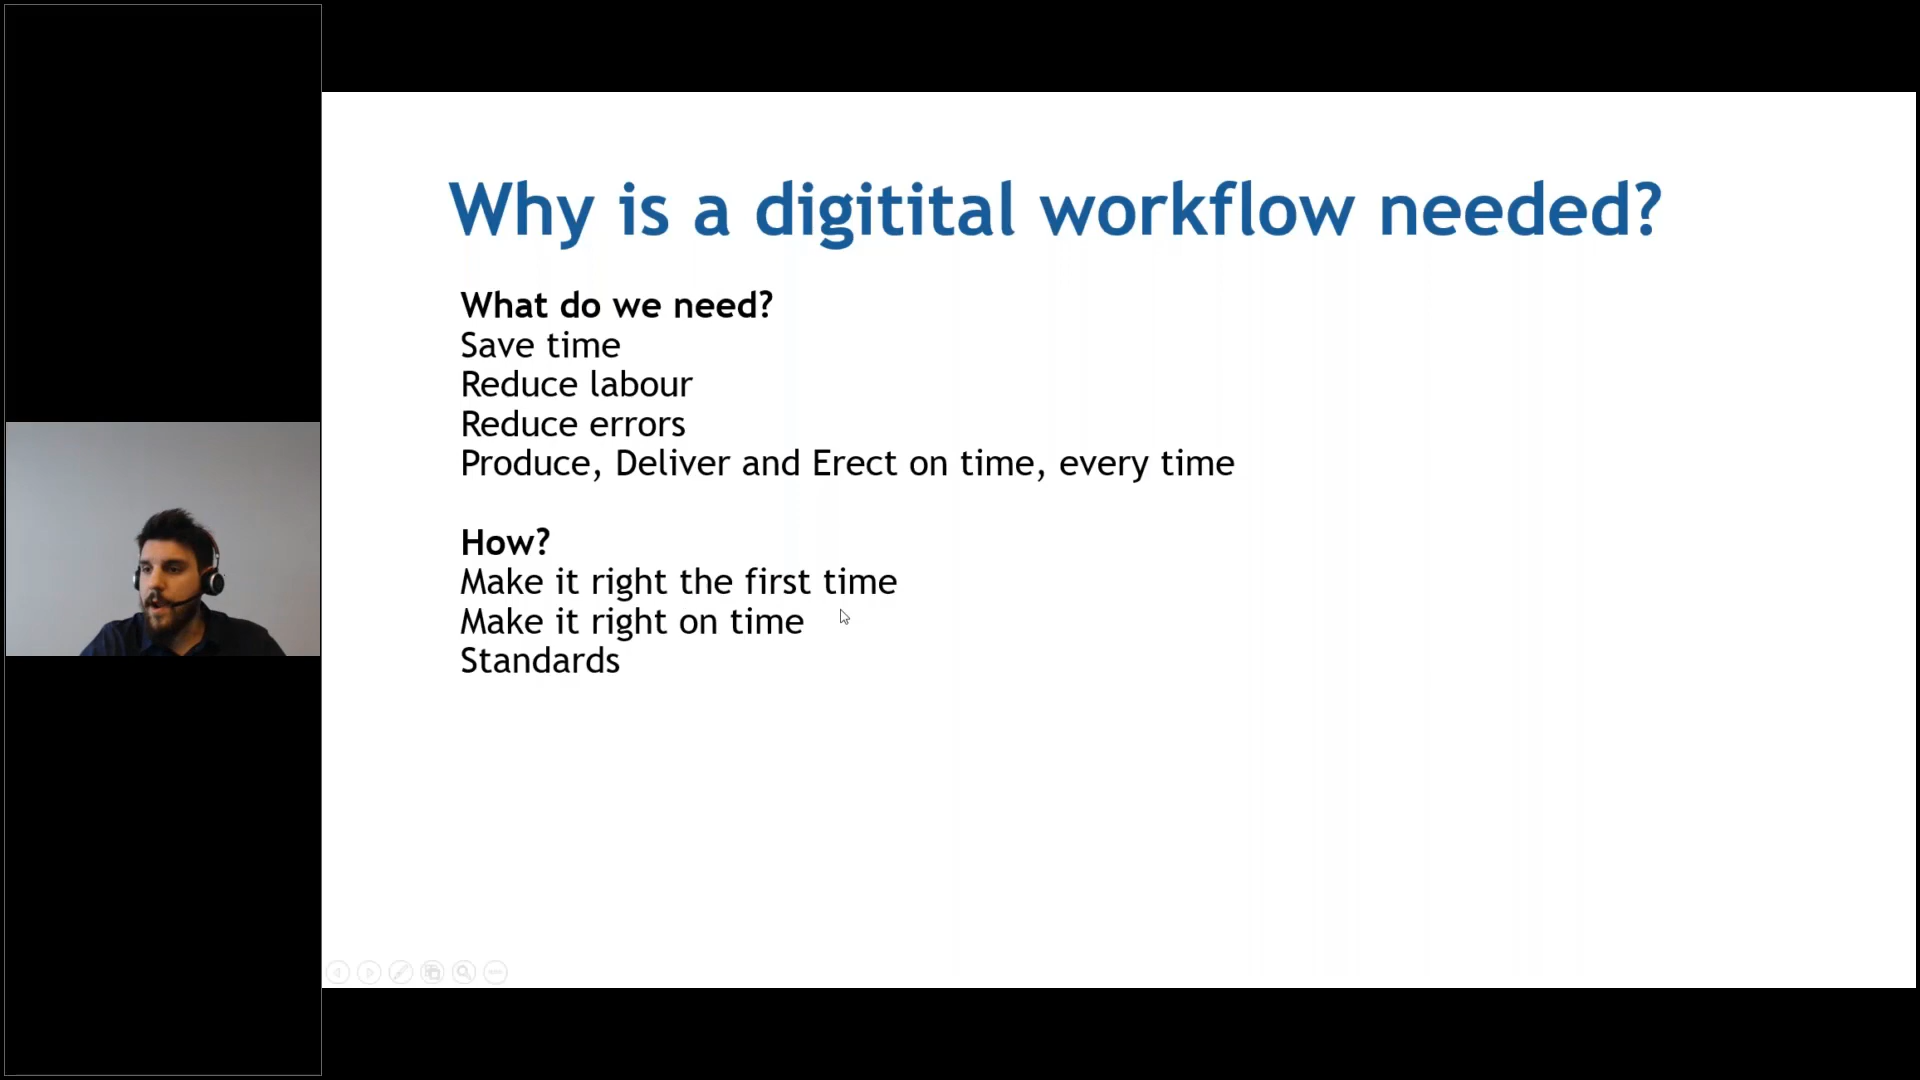 Why is a digitital workflow needed?
What do we need?
Save time
Reduce labour
Reduce errors
Produce, Deliver and Erect on time, every time
How?
Make it right the first time
Make it right on time
Standards